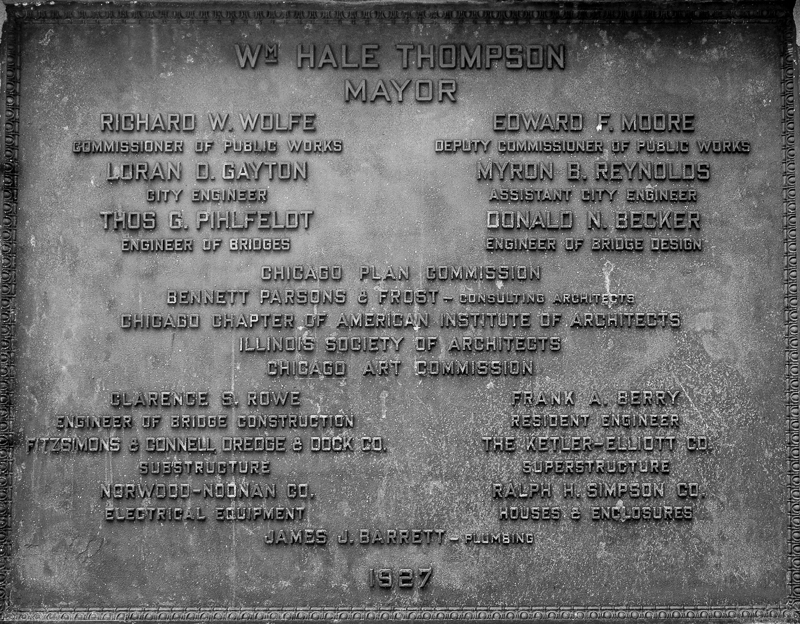 WM HALE THOMPSON
MAYOR
RICHARD W. WOLFE
COMMISSIONER OF PUBLIC WORKS
LORAN D. GAYTON
CITY ENGINEER
THOS G. PIHLFELDT
ENGINEER OF BRIDGES
EDWARD F. MOORE
DEPUTY COMMISSIONER OF PUBLIC WORKS
MYRON B. REYNOLDS
ASSISTANT CITY ENGINEER
DONALD N. BECKER
ENGINEER OF BRIDGE DESIGN
CHICAGO PLAN COMMISSION
BENNETT PARSONS & FROST – CONSULTING ARCHITECTS
CHICAGO CHAPTER OF AMERICAN INSTITUTE OF ARCHITECTS
ILLINOIS SOCIETY OF ARCHITECTS
CHICAGO ART COMMISSION
CLARENCE S. ROWE
ENGINEER OF BRIDGE CONSTRUCTION
FITZSIMONS & CONNELL DREDGE & DOCK CO.
SUBSTRUCTURE
NORWOOD-NOONAN CO.
ELECTRICAL EQUIPMENT
FRANK A. BERRY
RESIDENT ENGINEER
THE KETLER-ELLIOTT CO.
SUPERSTRUCTURE
RALPH H. SIMPSON CO.
HOUSES & ENCLOSURES
JAMES J. BARRETT – PLUMBING
1927